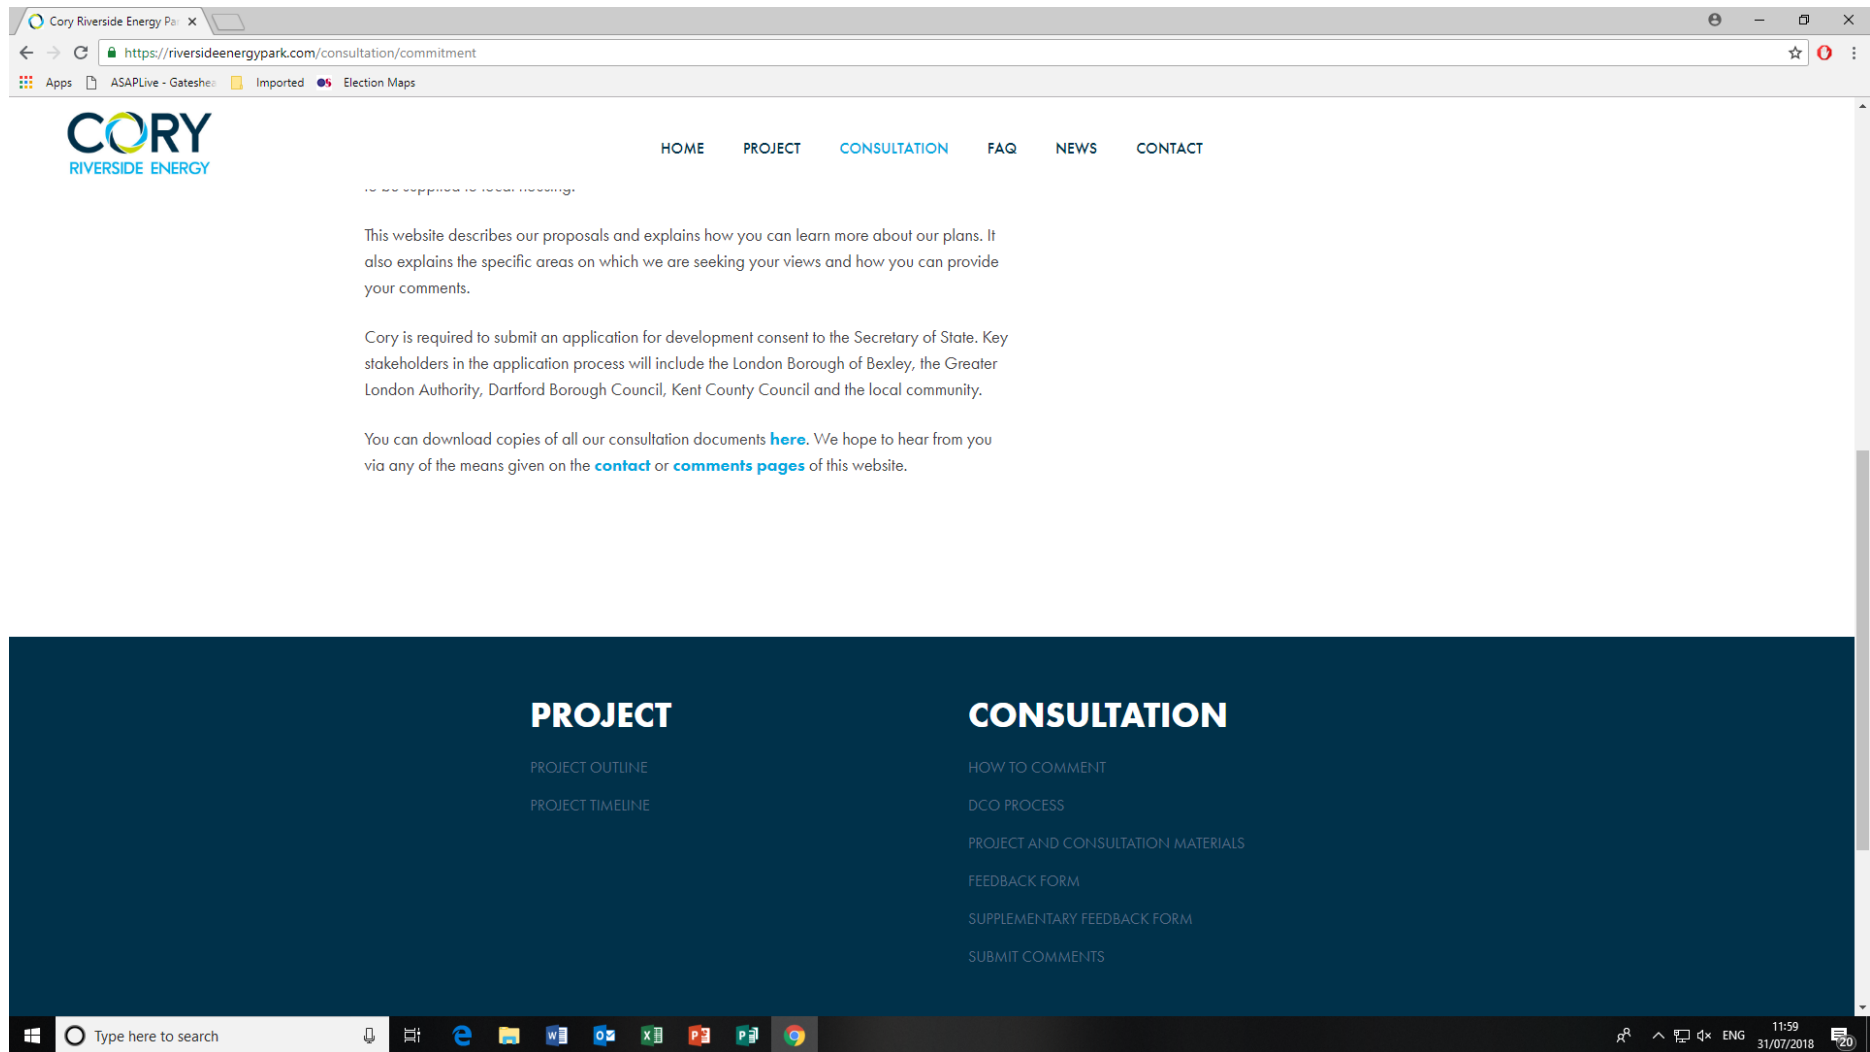 Cory Riverside Energy Pa
https://riversideenergypark.com/consultation/commitment
Apps ASAPLive - Gateshea Imported Election Maps
CORY
RIVERSIDE ENERGY
HOME PROJECT CONSULTATION FAQ NEWS CONTACT
to be supplied to local housing.
This website describes our proposals and explains how you can learn more about our plans. It
also explains the specific areas on which we are seeking your views and how you can provide
your comments.
Cory is required to submit an application for development consent to the Secretary of State. Key
stakeholders in the application process will include the London Borough of Bexley, the Greater
London Authority, Dartford Borough Council, Kent County Council and the local community.
You can download copies of all our consultation documents here. We hope to hear from you
via any of the means given on the contact or comments pages of this website.
PROJECT
PROJECT OUTLINE
PROJECT TIMELINE
CONSULTATION
HOW TO COMMENT
DCO PROCESS
PROJECT AND CONSULTATION MATERIALS
FEEDBACK FORM
SUPPLEMENTARY FEEDBACK FORM
SUBMIT COMMENTS
Type here to search
ENG
11:59
31/07/2018
20